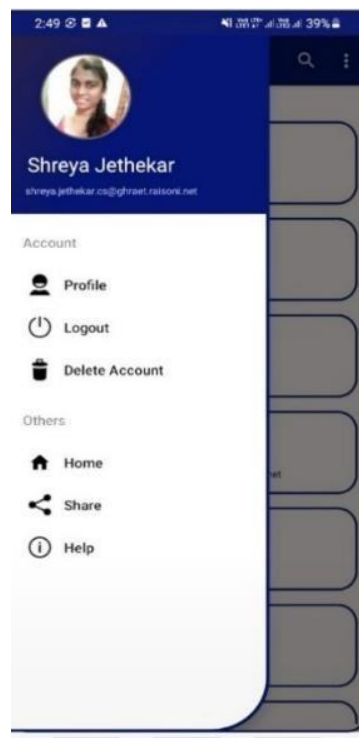 2:49
39%
Shreya Jethekar
shreya.jethekar.cs@ghraet.raisoni.net
Account
Profile
Logout
Delete Account
Others
Home
Share
Help